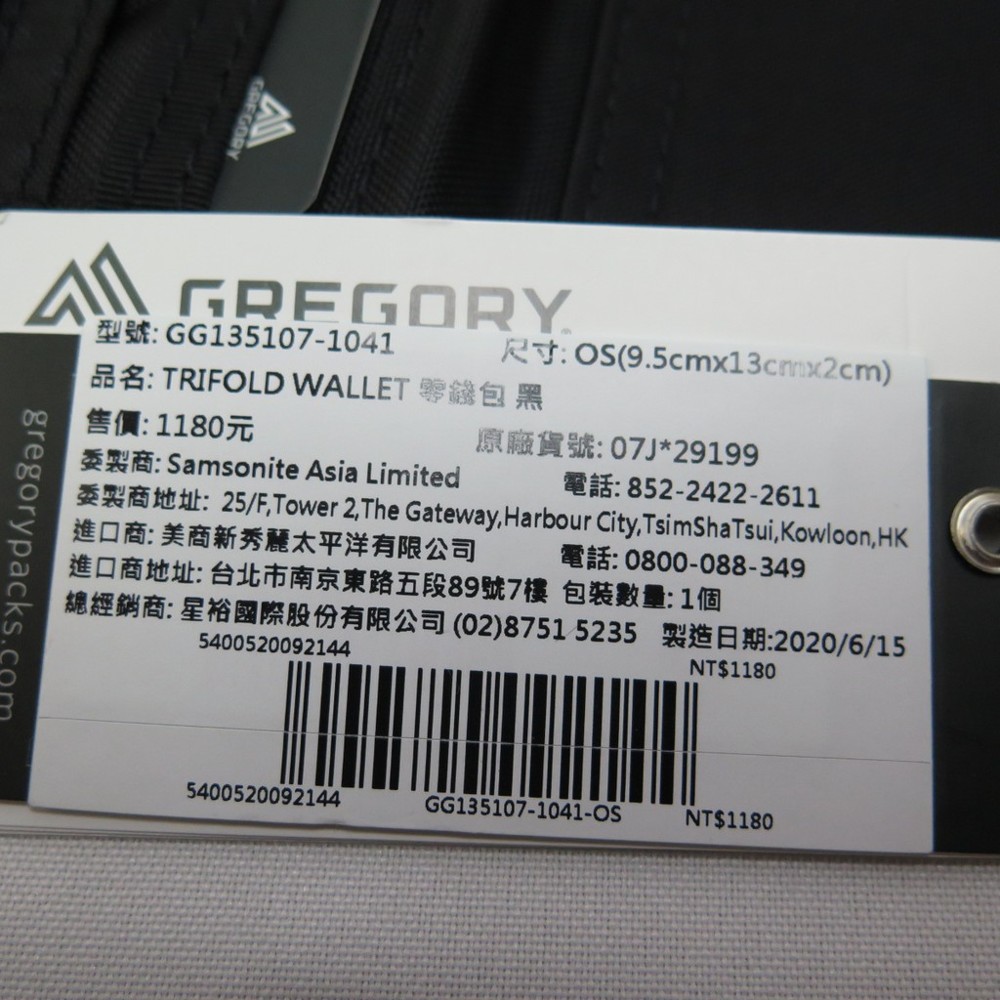 GREGORY
GREGORY
型號: GG135107-1041
尺寸: OS(9.5cmx13cmx2cm)
品名: TRIFOLD WALLET 零錢包 黑
售價: 1180元
原廠貨號: 07J*29199
委製商: Samsonite Asia Limited
電話: 852-2422-2611
委製商地址: 25/F,Tower 2,The Gateway,Harbour City,TsimShaTsui,Kowloon,HK
進口商: 美商新秀麗太平洋有限公司
電話: 0800-088-349
進口商地址: 台北市南京東路五段89號7樓 包裝數量: 1個
總經銷商: 星裕國際股份有限公司 (02)8751 5235 製造日期:2020/6/15
5400520092144
NT$1180
5400520092144
GG135107-1041-OS
NT$1180
gregorypacks.com